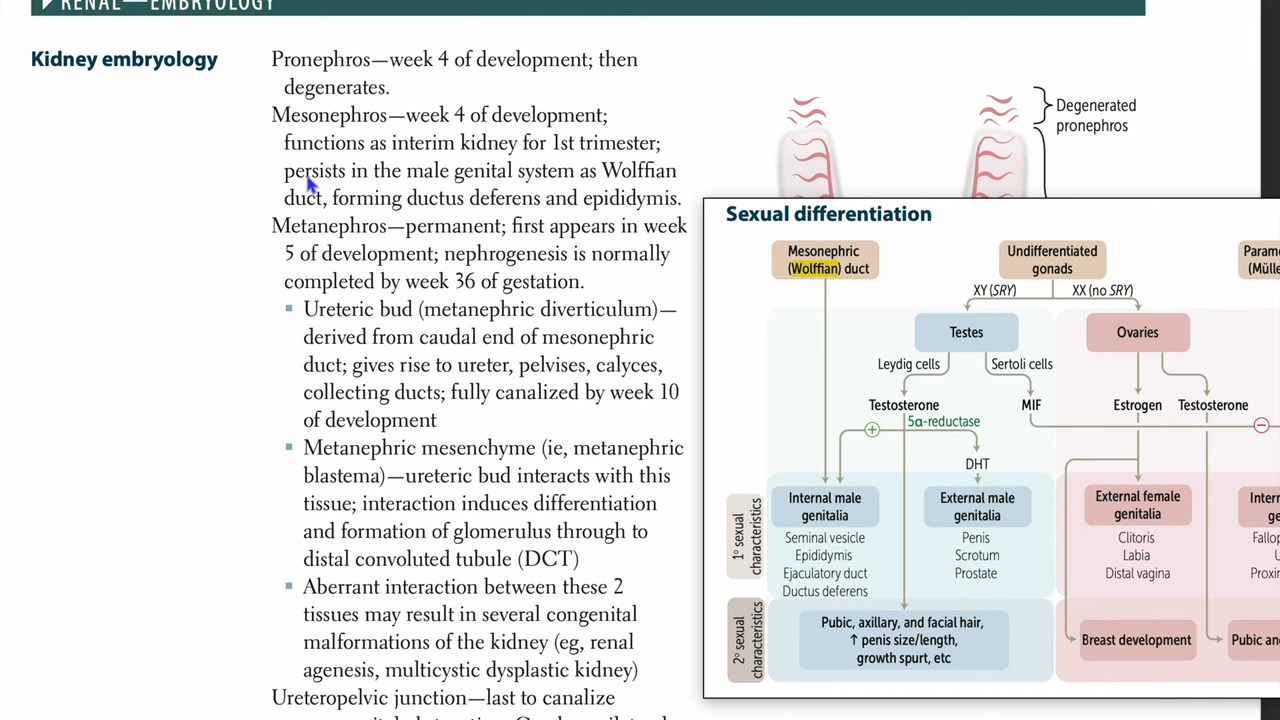 RENAL—EMBRYOLOGY
Kidney embryology
Pronephros—week 4 of development; then
degenerates.
Mesonephros—week 4 of development;
functions as interim kidney for 1st trimester;
persists in the male genital system as Wolffian
duct, forming ductus deferens and epididymis.
Metanephros—permanent; first appears in week
5 of development; nephrogenesis is normally
completed by week 36 of gestation.
▪ Ureteric bud (metanephric diverticulum)—
derived from caudal end of mesonephric
duct; gives rise to ureter, pelvises, calyces,
collecting ducts; fully canalized by week 10
of development
▪ Metanephric mesenchyme (ie, metanephric
blastema)—ureteric bud interacts with this
tissue; interaction induces differentiation
and formation of glomerulus through to
distal convoluted tubule (DCT)
▪ Aberrant interaction between these 2
tissues may result in several congenital
malformations of the kidney (eg, renal
agenesis, multicystic dysplastic kidney)
Ureteropelvic junction—last to canalize
Degenerated
pronephros
Sexual differentiation
Mesonephric
(Wolffian) duct
Undifferentiated
gonads
Param
(Mülle
XY (SRY)
XX (no SRY)
Testes
Ovaries
Leydig cells
Sertoli cells
Testosterone
MIF
Estrogen
Testosterone
5α-reductase
DHT
1° sexual
characteristics
Internal male
genitalia
Seminal vesicle
Epididymis
Ejaculatory duct
Ductus deferens
External male
genitalia
Penis
Scrotum
Prostate
External female
genitalia
Clitoris
Labia
Distal vagina
Intern
ge
Fallop
U
Proxin
2° sexual
characteristics
Pubic, axillary, and facial hair,
↑ penis size/length,
growth spurt, etc
Breast development
Pubic an